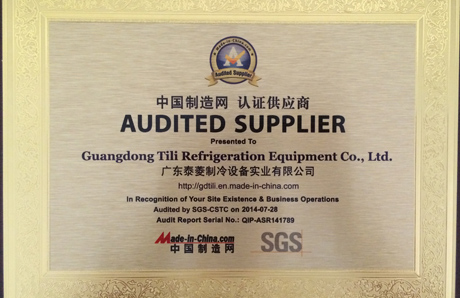 Made-in-China.com
Audited Supplier
中国制造网 认证供应商
AUDITED SUPPLIER
Presented To
Guangdong Tili Refrigeration Equipment Co., Ltd.
广东泰菱制冷设备实业有限公司
http://gdtili.en.made-in-china.com
In Recognition of Your Site Existence & Business Operations
Audited by SGS-CSTC on 2014-07-28
Audit Report Serial No.: QIP-ASR141789
Made-in-China.com
中国制造网
SGS